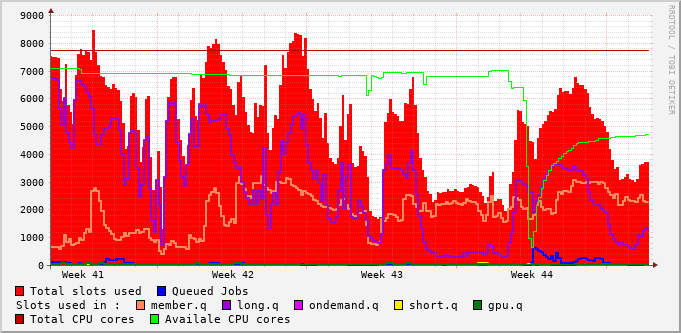 RRDTOOL / TOBI OETIKER
9000
8000
7000
6000
5000
4000
3000
2000
1000
0
Week 41 Week 42 Week 43 Week 44
Total slots used Queued Jobs
Slots used in : member.q long.q ondemand.q short.q gpu.q
Total CPU cores Availale CPU cores